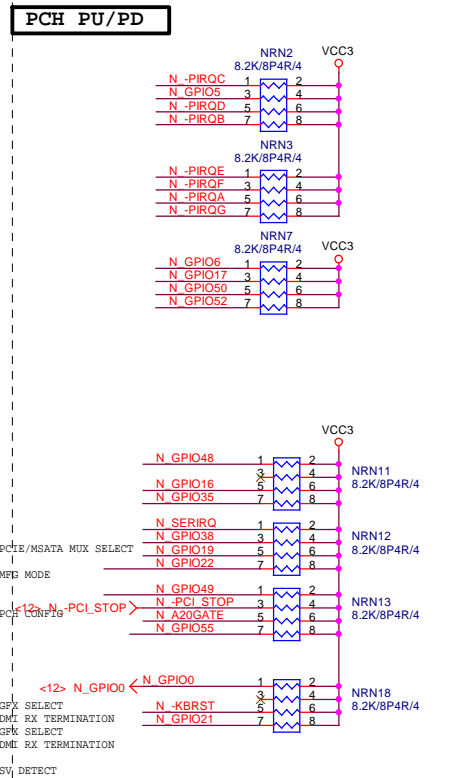 PCH PU/PD
NRN2
8.2K/8P4R/4
VCC3
N_-PIRQC 1 2
N_GPIO5 3 4
N_-PIRQD 5 6
N_-PIRQB 7 8
NRN3
8.2K/8P4R/4
N_-PIRQE 1 2
N_-PIRQF 3 4
N_-PIRQA 5 6
N_-PIRQG 7 8
NRN7
8.2K/8P4R/4
VCC3
N_GPIO6 1 2
N_GPIO17 3 4
N_GPIO50 5 6
N_GPIO52 7 8
VCC3
N_GPIO48 1 2
3 4
NRN11
N_GPIO16 5 6
8.2K/8P4R/4
N_GPIO35 7 8
N_SERIRQ 1 2
N_GPIO38 3 4
NRN12
PCIE/MSATA MUX SELECT
N_GPIO19 5 6
8.2K/8P4R/4
N_GPIO22 7 8
MFG MODE
N_GPIO49 1 2
<12> N_-PCI_STOP
N_-PCI_STOP 3 4
NRN13
PCH CONFIG
N_A20GATE 5 6
8.2K/8P4R/4
N_GPIO55 7 8
<12> N_GPIO0
N_GPIO0 1 2
3 4
NRN18
GFX SELECT
N_-KBRST 5 6
8.2K/8P4R/4
DMI RX TERMINATION
N_GPIO21 7 8
GFX SELECT
DMI RX TERMINATION
SV DETECT